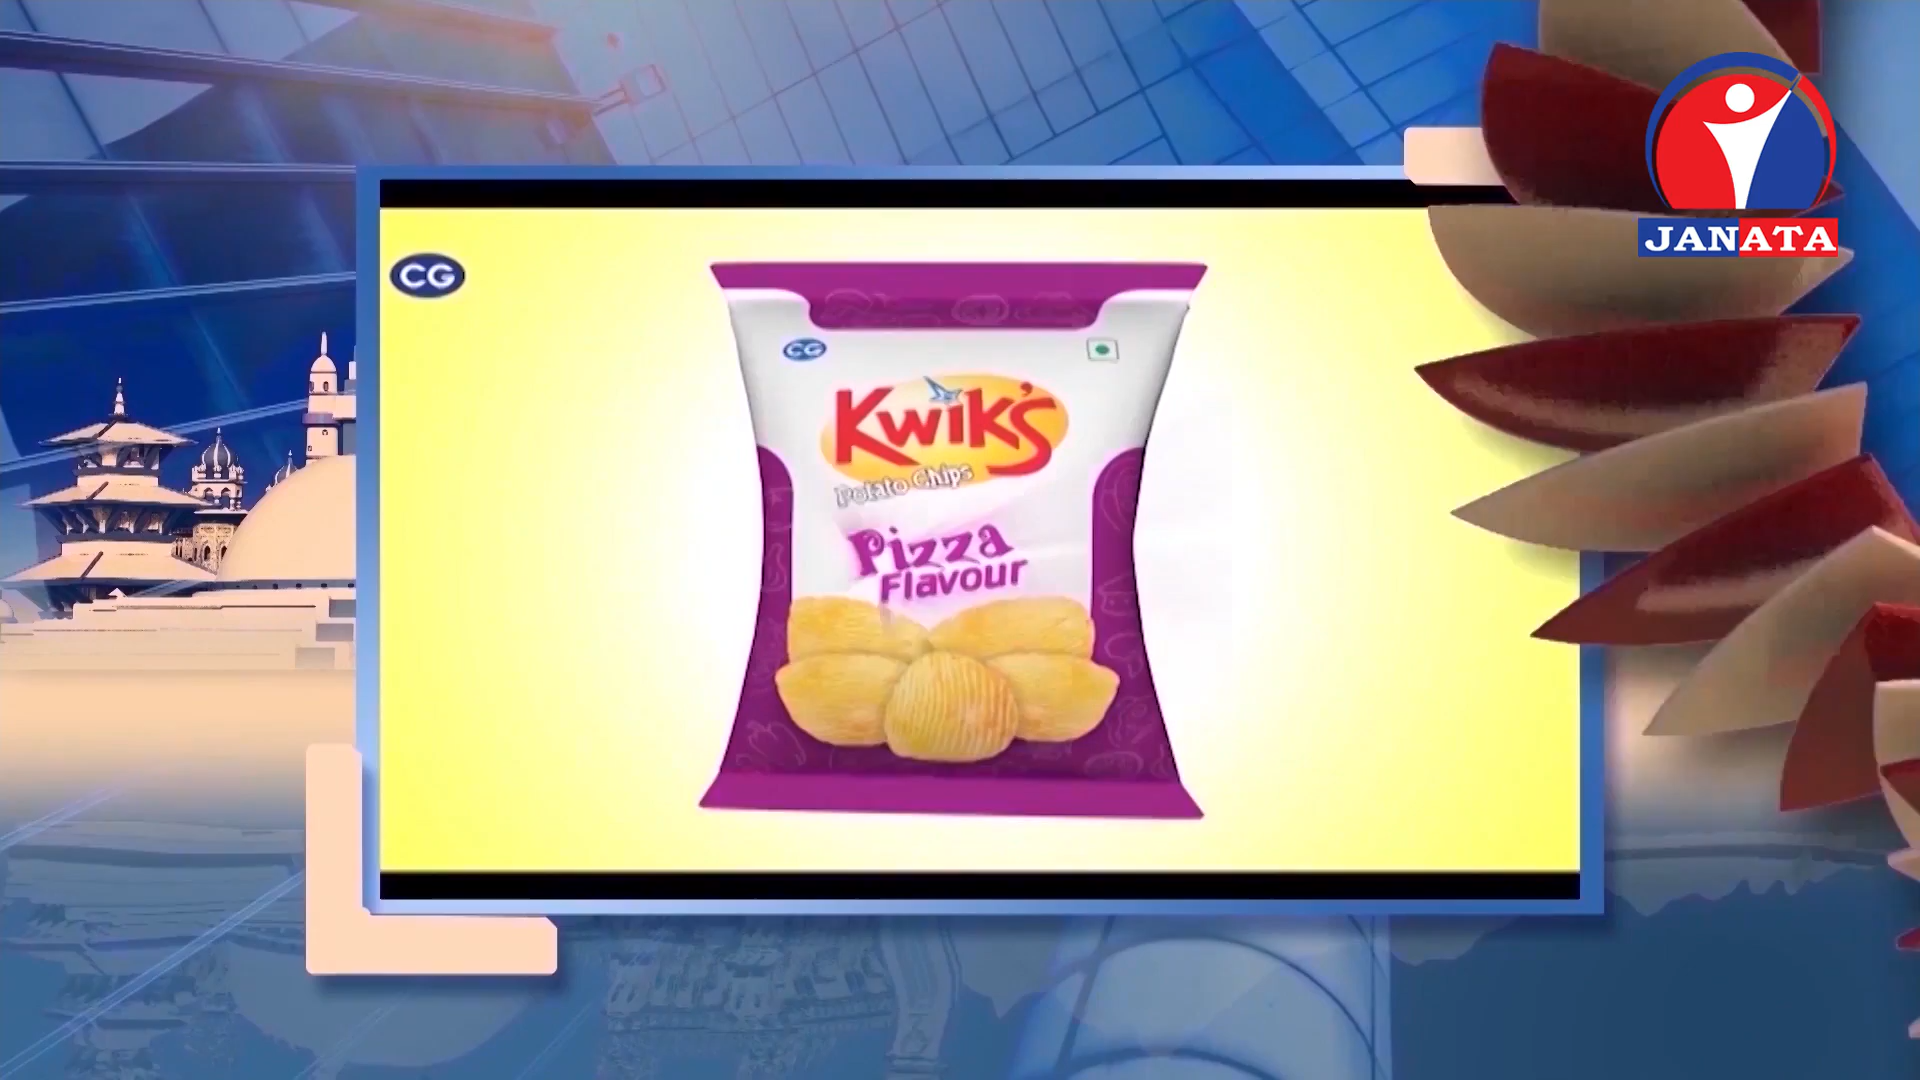 JANATA
CG
CG
Kwik's
Potato Chips
Pizza
Flavour